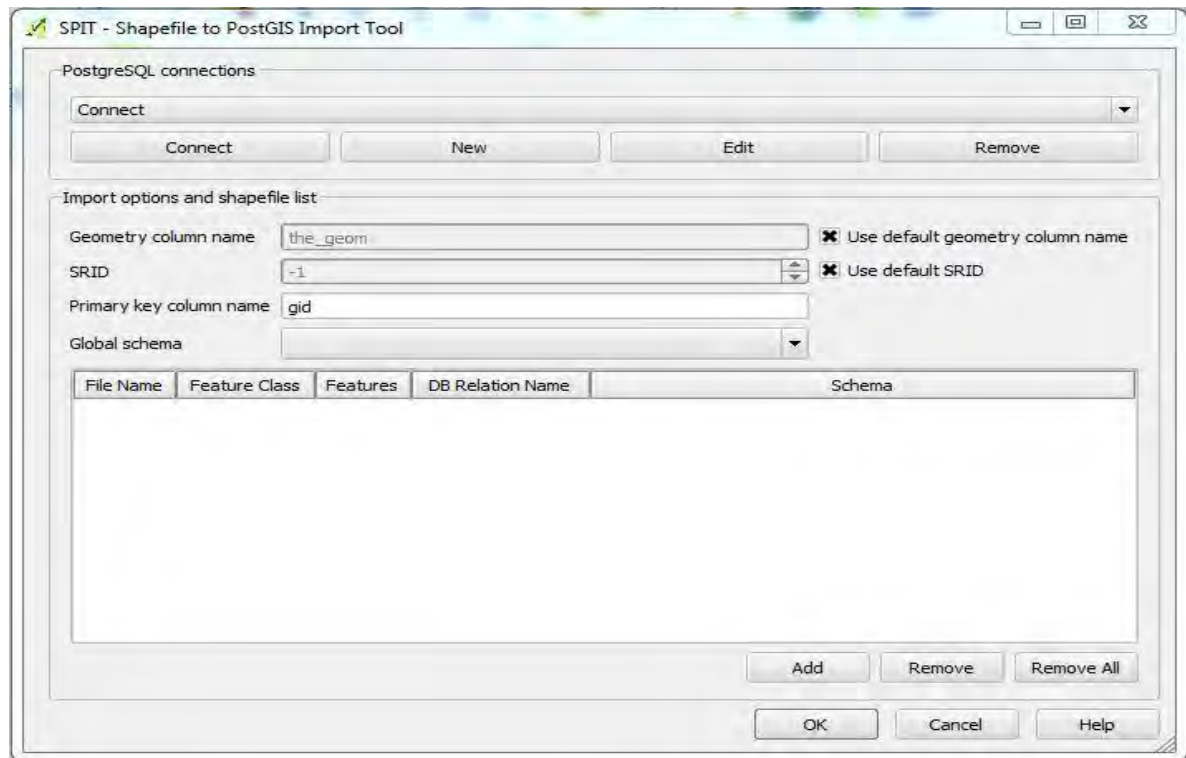 SPIT - Shapefile to PostGIS Import Tool
PostgreSQL connections
Connect
Connect New Edit Remove
Import options and shapefile list
Geometry column name the_geom Use default geometry column name
SRID -1 Use default SRID
Primary key column name gid
Global schema
File Name Feature Class Features DB Relation Name Schema
Add Remove Remove All
OK Cancel Help